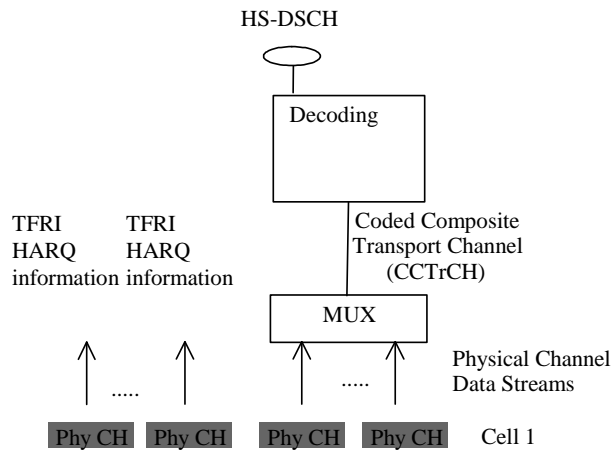 HS-DSCH
Decoding
TFRI
HARQ
information
TFRI
HARQ
information
Coded Composite
Transport Channel
(CCTrCH)
MUX
Physical Channel
Data Streams
.....
.....
Phy CH
Phy CH
Phy CH
Phy CH
Cell 1